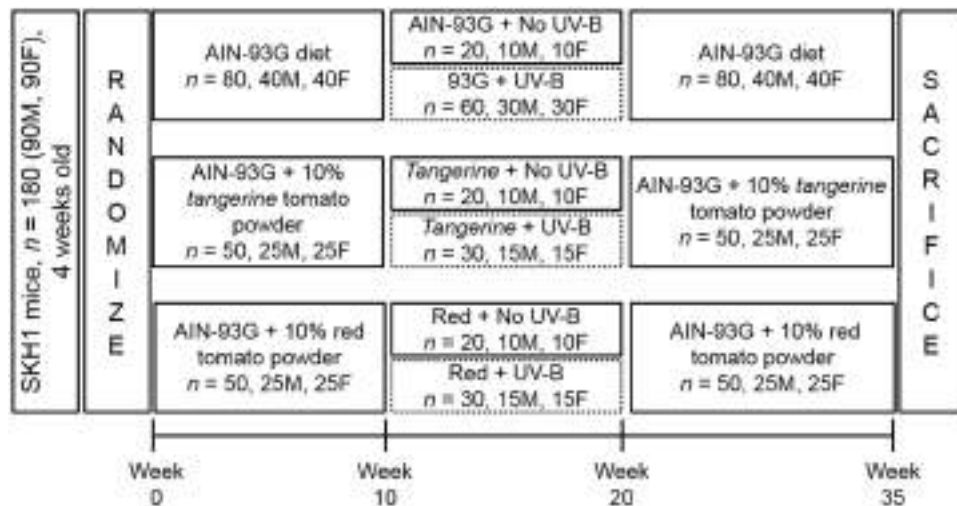 SKH1 mice, n = 180 (90M, 90F),
4 weeks old
RANDOMIZE
AIN-93G diet
n = 80, 40M, 40F
AIN-93G + No UV-B
n = 20, 10M, 10F
93G + UV-B
n = 60, 30M, 30F
AIN-93G diet
n = 80, 40M, 40F
AIN-93G + 10%
tangerine tomato
powder
n = 50, 25M, 25F
Tangerine + No UV-B
n = 20, 10M, 10F
Tangerine + UV-B
n = 30, 15M, 15F
AIN-93G + 10% tangerine
tomato powder
n = 50, 25M, 25F
AIN-93G + 10% red
tomato powder
n = 50, 25M, 25F
Red + No UV-B
n = 20, 10M, 10F
Red + UV-B
n = 30, 15M, 15F
AIN-93G + 10% red
tomato powder
n = 50, 25M, 25F
SACRIFICE
Week
0
Week
10
Week
20
Week
35